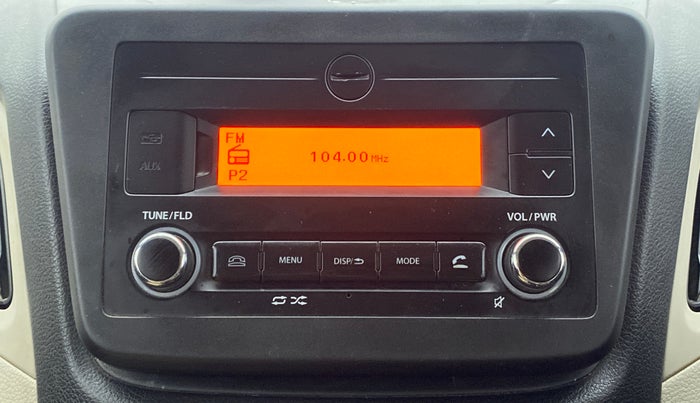 FM
104.00 MHz
P2
AUX
TUNE/FLD
VOL/PWR
MENU
DISP/
MODE